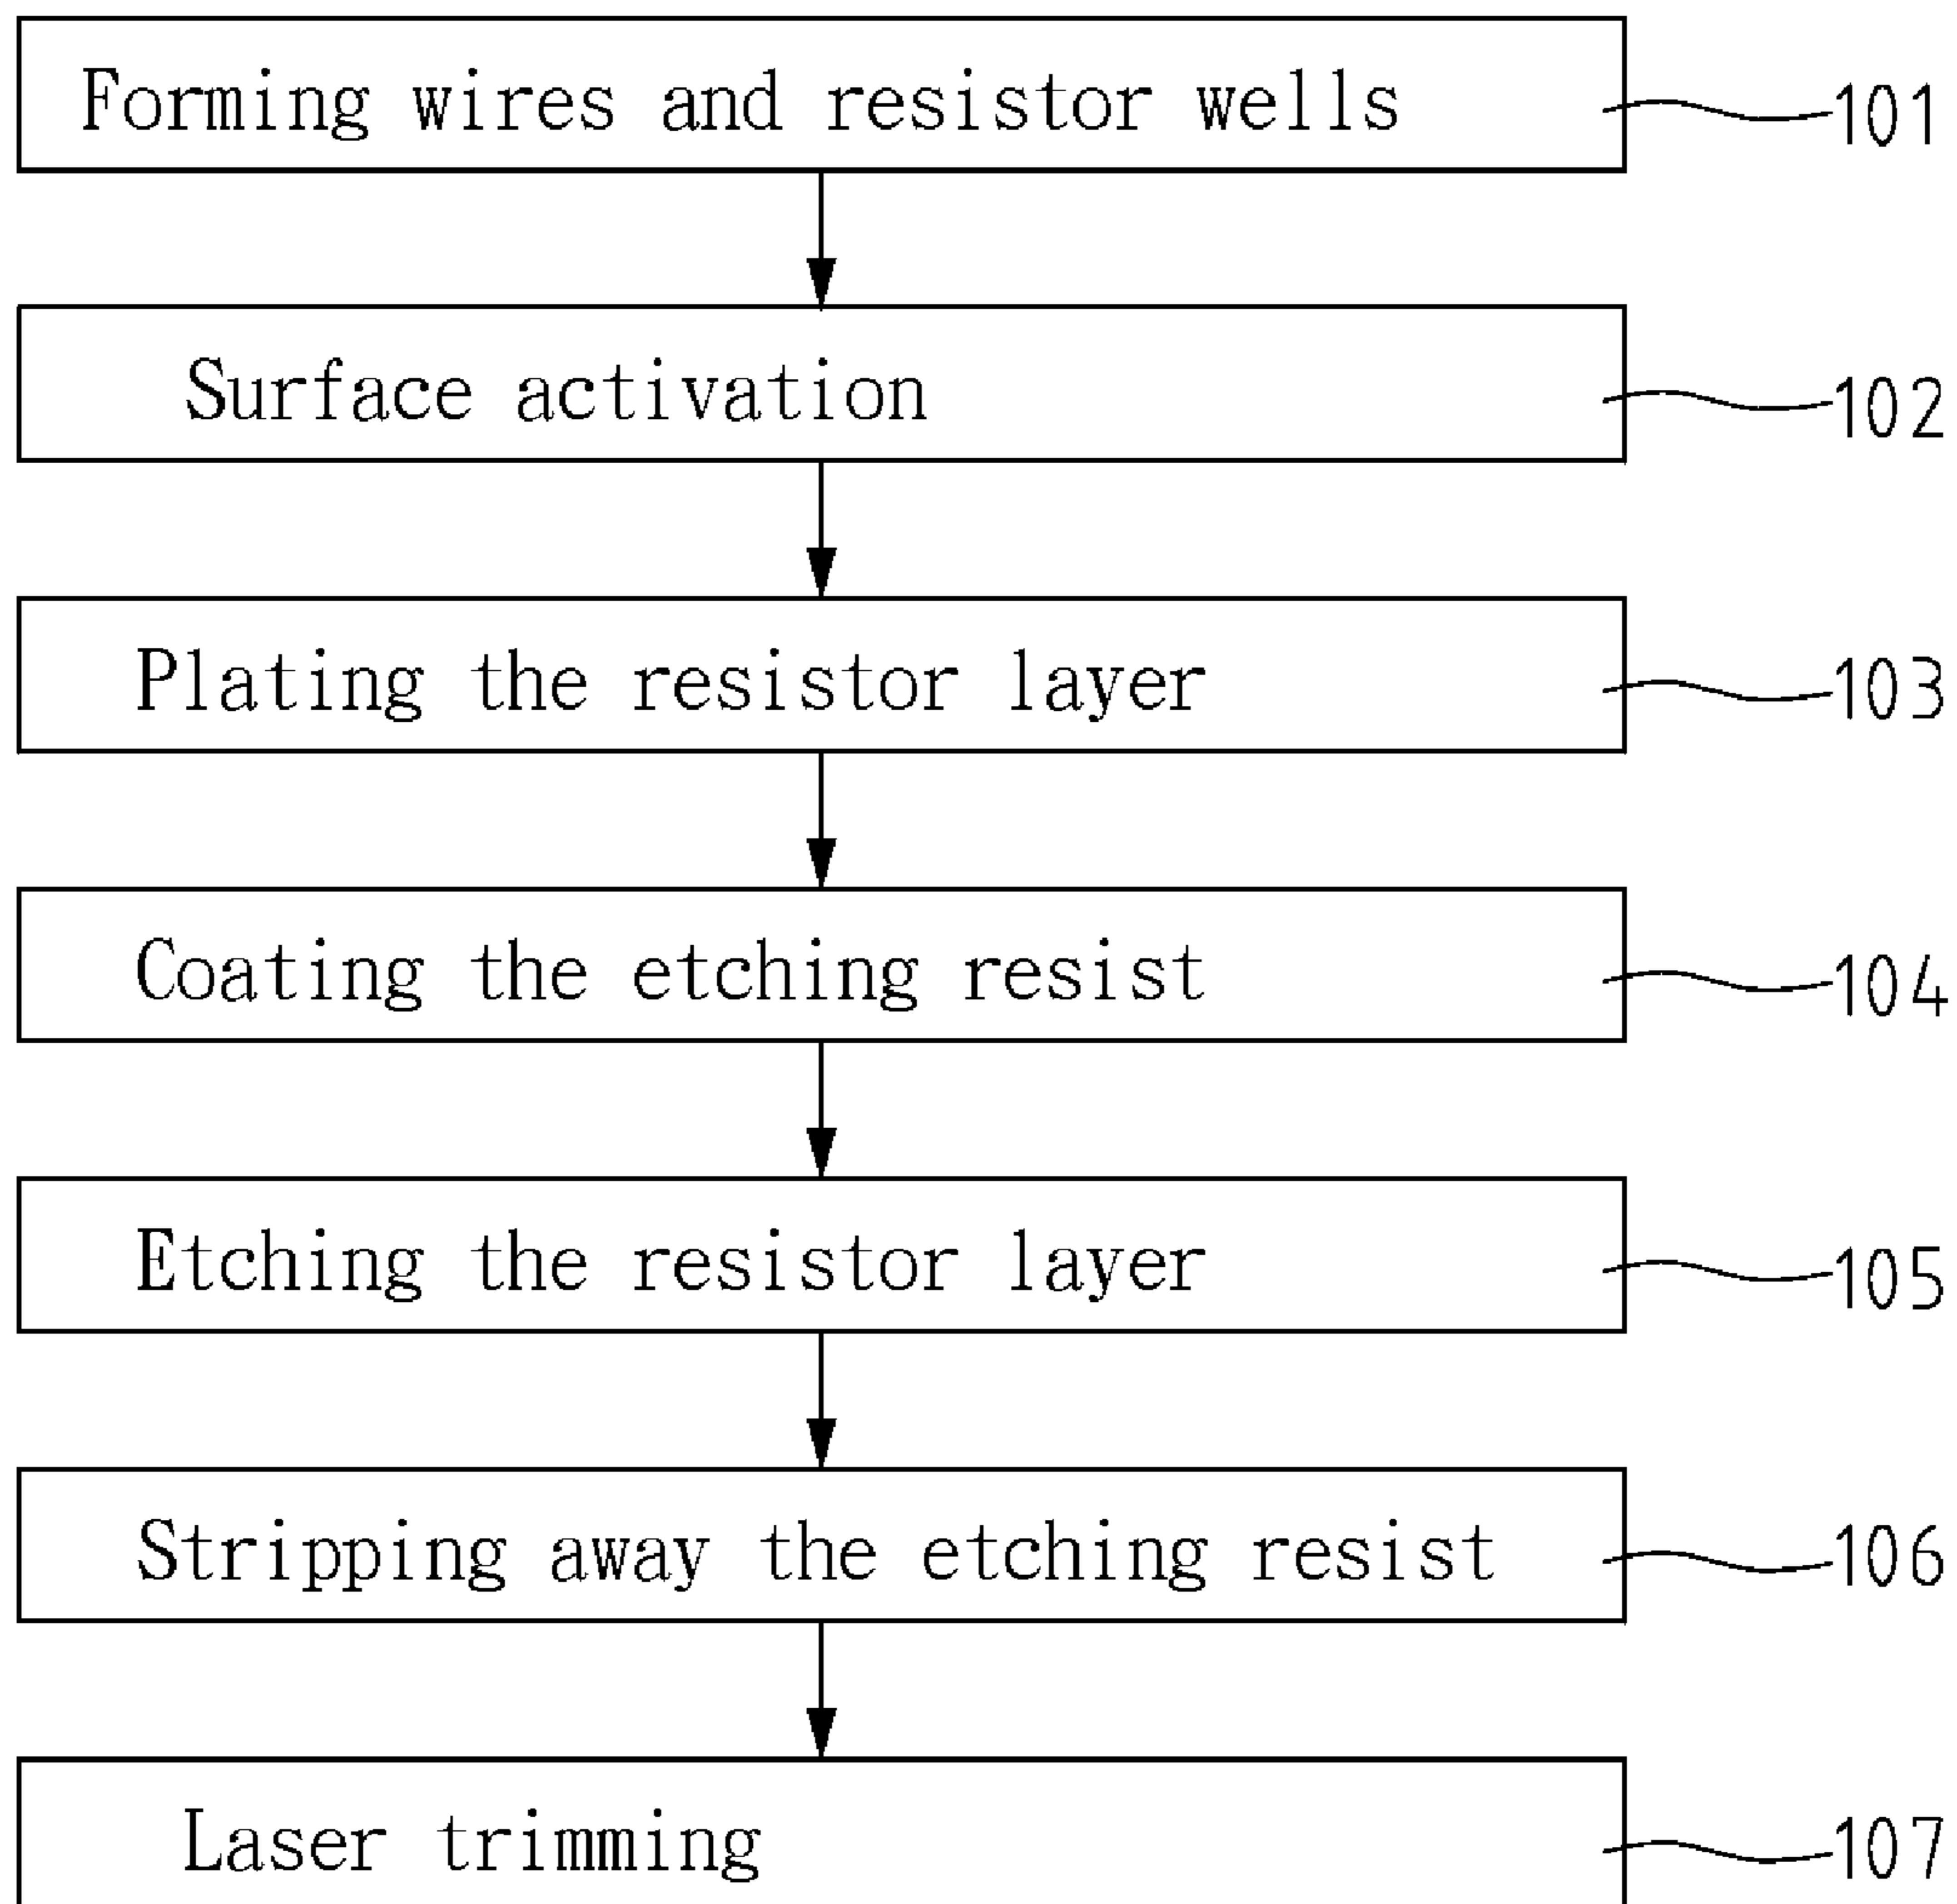 Forming wires and resistor wells 101
Surface activation 102
Plating the resistor layer 103
Coating the etching resist 104
Etching the resistor layer 105
Stripping away the etching resist 106
Laser trimming 107